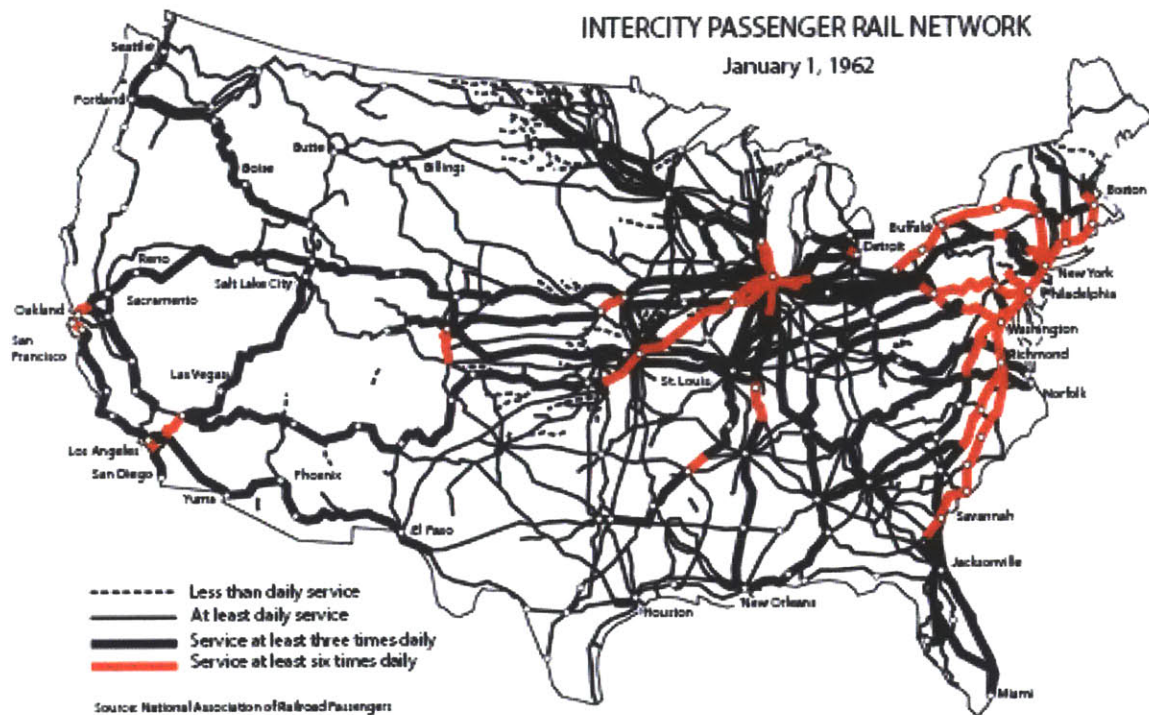 INTERCITY PASSENGER RAIL NETWORK
January 1, 1962
Seattle
Portland
Butte
Billings
Boise
Boston
Buffalo
Detroit
New York
Philadelphia
Reno
Salt Lake City
Sacramento
Oakland
San
Francisco
Washington
Richmond
Norfolk
Las Vegas
St. Louis
Los Angeles
San Diego
Phoenix
Yuma
El Paso
Savannah
Jacksonville
Houston
New Orleans
Miami
Less than daily service
At least daily service
Service at least three times daily
Service at least six times daily
Source: National Association of Railroad Passengers